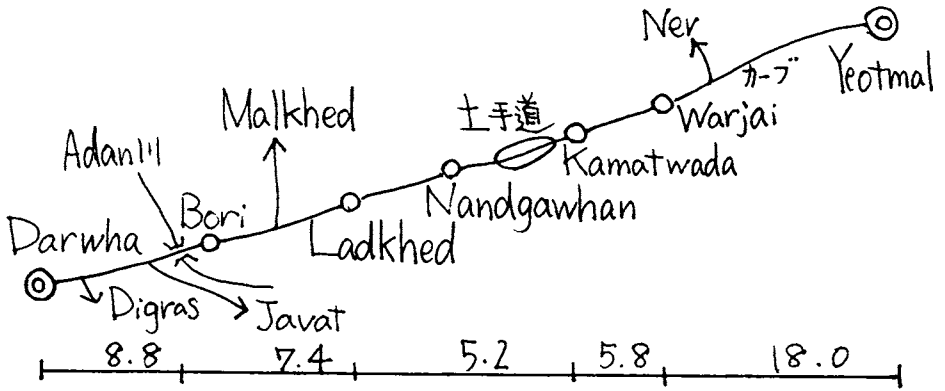 Ner
カーブ
Yeotmal
Malkhed
土手道
Warjai
Adan川
Kamatwada
Bori
Nandgawhan
Darwha
Ladkhed
Digras
Javat
8.8 7.4 5.2 5.8 18.0